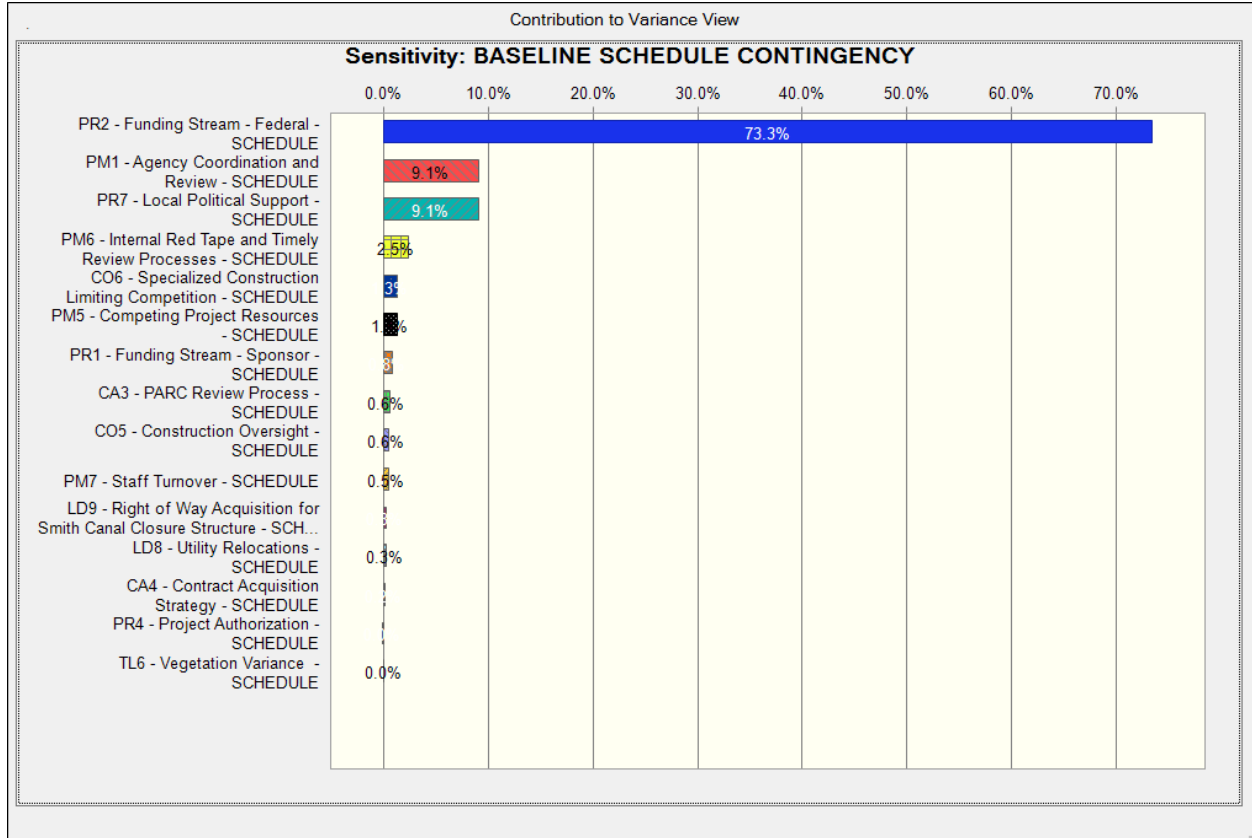 Contribution to Variance View
Sensitivity: BASELINE SCHEDULE CONTINGENCY
0.0% 10.0% 20.0% 30.0% 40.0% 50.0% 60.0% 70.0%
PR2 - Funding Stream - Federal -
SCHEDULE
73.3%
PM1 - Agency Coordination and
Review - SCHEDULE
9.1%
PR7 - Local Political Support -
SCHEDULE
9.1%
PM6 - Internal Red Tape and Timely
Review Processes - SCHEDULE
2.5%
CO6 - Specialized Construction
Limiting Competition - SCHEDULE
PM5 - Competing Project Resources
- SCHEDULE
PR1 - Funding Stream - Sponsor -
SCHEDULE
CA3 - PARC Review Process -
SCHEDULE
0.6%
CO5 - Construction Oversight -
SCHEDULE
0.6%
PM7 - Staff Turnover - SCHEDULE
0.5%
LD9 - Right of Way Acquisition for
Smith Canal Closure Structure - SCH...
LD8 - Utility Relocations -
SCHEDULE
0.3%
CA4 - Contract Acquisition
Strategy - SCHEDULE
PR4 - Project Authorization -
SCHEDULE
TL6 - Vegetation Variance -
SCHEDULE
0.0%